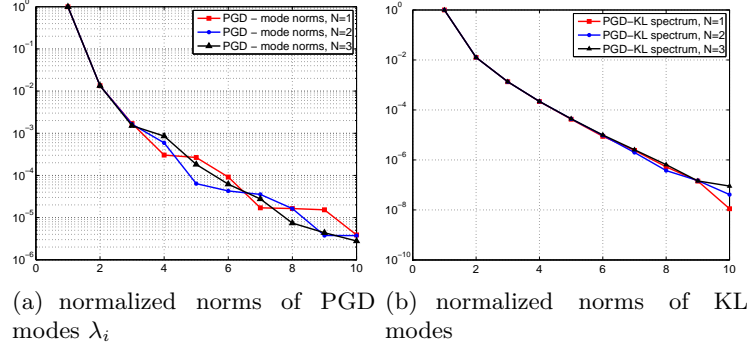 10^0
10^-1
10^-2
10^-3
10^-4
10^-5
10^-6
0 2 4 6 8 10
PGD − mode norms, N=1
PGD − mode norms, N=2
PGD − mode norms, N=3
(a) normalized norms of PGD
modes λ_i
10^0
10^-2
10^-4
10^-6
10^-8
10^-10
0 2 4 6 8 10
PGD−KL spectrum, N=1
PGD−KL spectrum, N=2
PGD−KL spectrum, N=3
(b) normalized norms of KL
modes